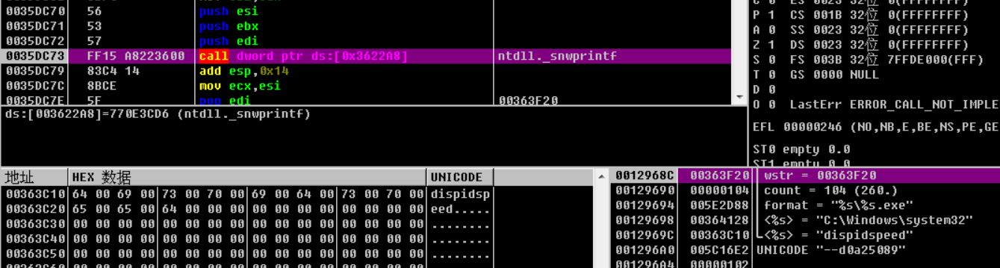 0035DC70 56 push esi
0035DC71 53 push ebx
0035DC72 57 push edi
0035DC73 FF15 A8223600 call dword ptr ds:[0x3622A8] ntdll._snwprintf
0035DC79 83C4 14 add esp,0x14
0035DC7C 8BCE mov ecx,esi
0035DC7E 5F pop edi 00363F20
ds:[003622A8]=770E3CD6 (ntdll._snwprintf)
P 1 CS 001B 32位 0(FFFFFFFF)
A 0 SS 0023 32位 0(FFFFFFFF)
Z 1 DS 0023 32位 0(FFFFFFFF)
S 0 FS 003B 32位 7FFDE000(FFF)
T 0 GS 0000 NULL
D 0
O 0 LastErr ERROR_CALL_NOT_IMPLE
EFL 00000246 (NO,NB,E,BE,NS,PE,GE
ST0 empty 0.0
ST1 empty 0.0
地址 HEX 数据 UNICODE
00363C10 64 00 69 00 73 00 70 00 69 00 64 00 73 00 70 00 dispidsp
00363C20 65 00 65 00 64 00 00 00 00 00 00 00 00 00 00 00 eed.....
00363C30 00 00 00 00 00 00 00 00 00 00 00 00 00 00 00 00 ........
00363C40 00 00 00 00 00 00 00 00 00 00 00 00 00 00 00 00 ........
00363C50 00 00 00 00 00 00 00 00 00 00 00 00 00 00 00 00 ........
0012968C 00363F20 wstr = 00363F20
00129690 00000104 count = 104 (260.)
00129694 005E2D88 format = "%s\%s.exe"
00129698 00364128 <%s> = "C:\Windows\system32"
0012969C 00363C10 <%s> = "dispidspeed"
001296A0 005C16E2 UNICODE "--d0a25089"
001296A4 00000102